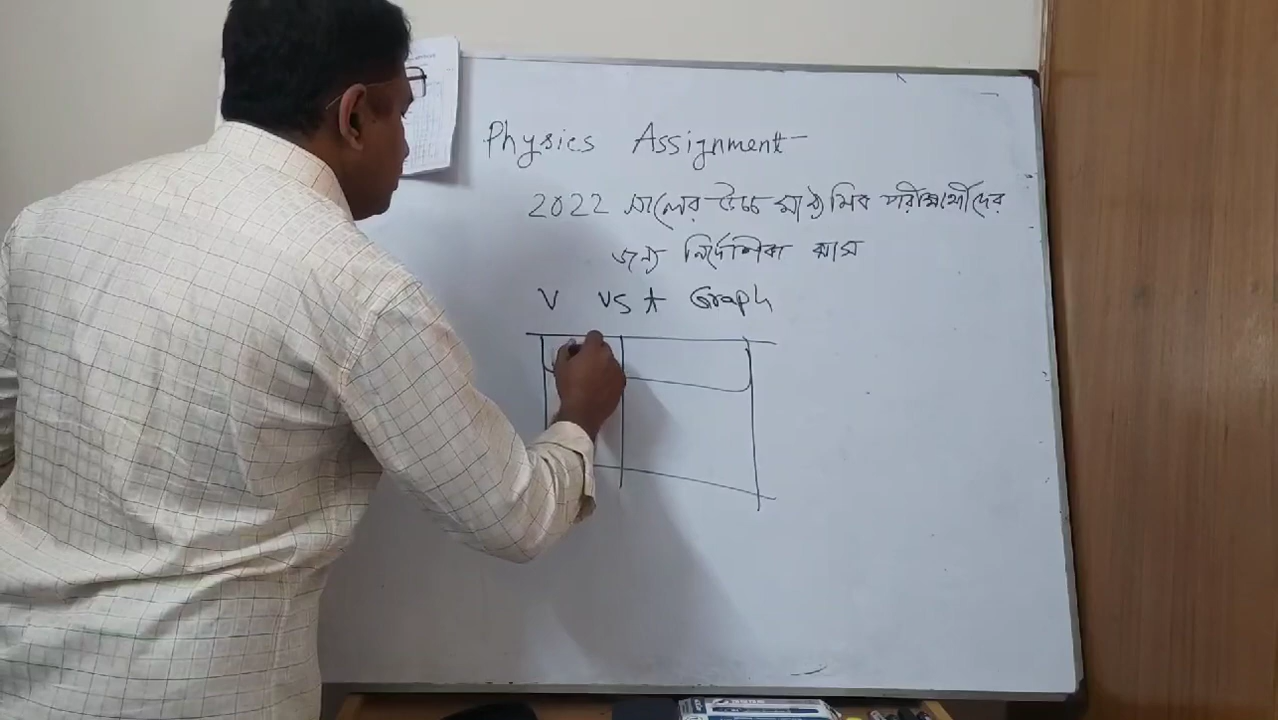 Physics Assignment
2022 সালের উচ্চ মাধ্যমিক পরীক্ষার্থীদের
জন্য নির্দেশিকা ক্লাস
V vs t Graph